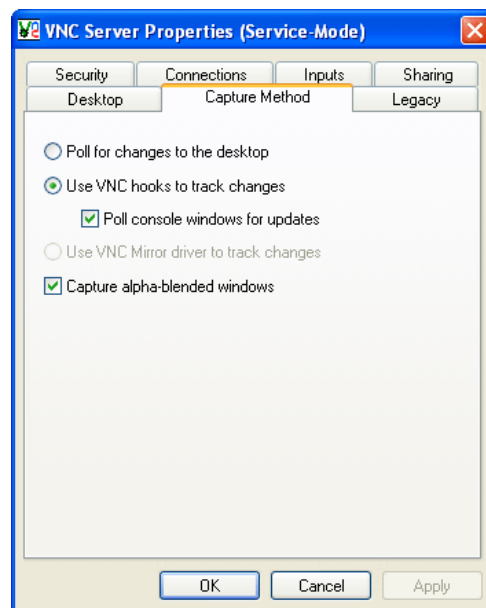 VNC Server Properties (Service-Mode)
Security Connections Inputs Sharing
Desktop Capture Method Legacy
Poll for changes to the desktop
Use VNC hooks to track changes
Poll console windows for updates
Use VNC Mirror driver to track changes
Capture alpha-blended windows
OK Cancel Apply